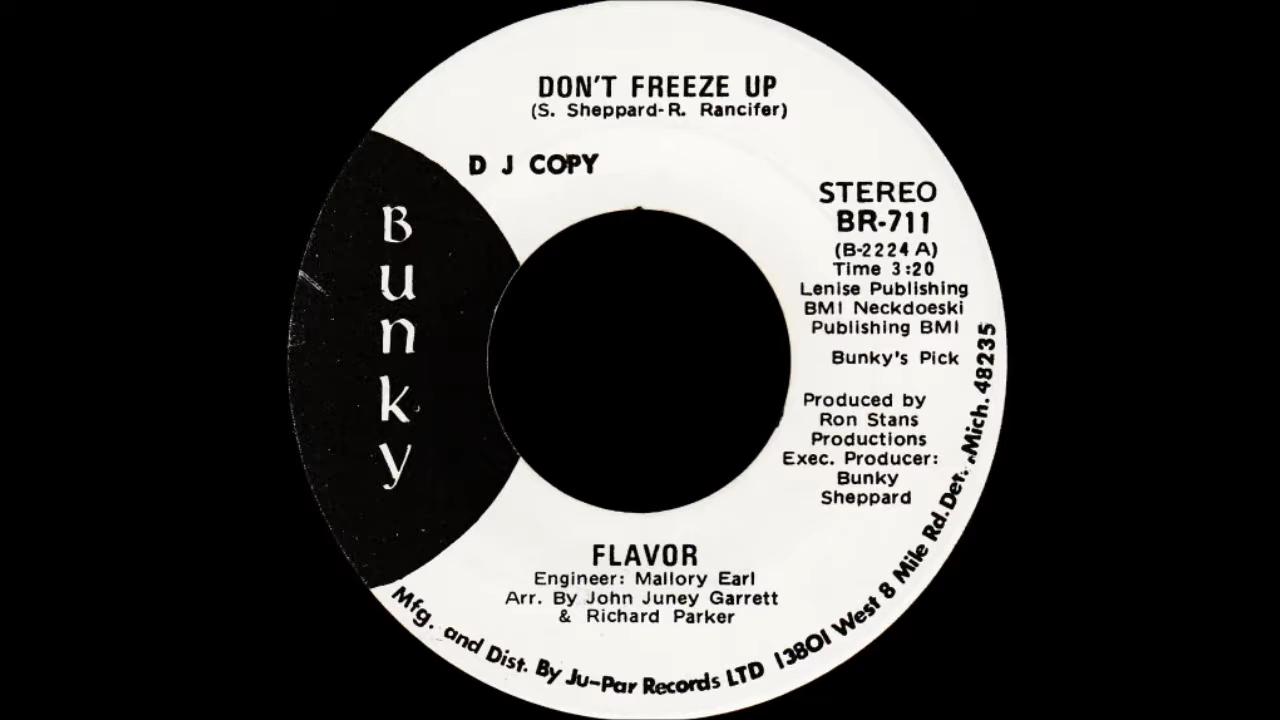 DON'T FREEZE UP
(S. Sheppard-R. Rancifer)
D J COPY
Bunky
STEREO
BR-711
(B-2224 A)
Time 3:20
Lenise Publishing
BMI Neckdoeski
Publishing BMI
Bunky's Pick
Produced by
Ron Stans
Productions
Exec. Producer:
Bunky
Sheppard
FLAVOR
Engineer: Mallory Earl
Arr. By John Juney Garrett
& Richard Parker
Mfg. and Dist. By Ju-Par Records LTD 13801 West 8 Mile Rd. Det. Mich. 48235